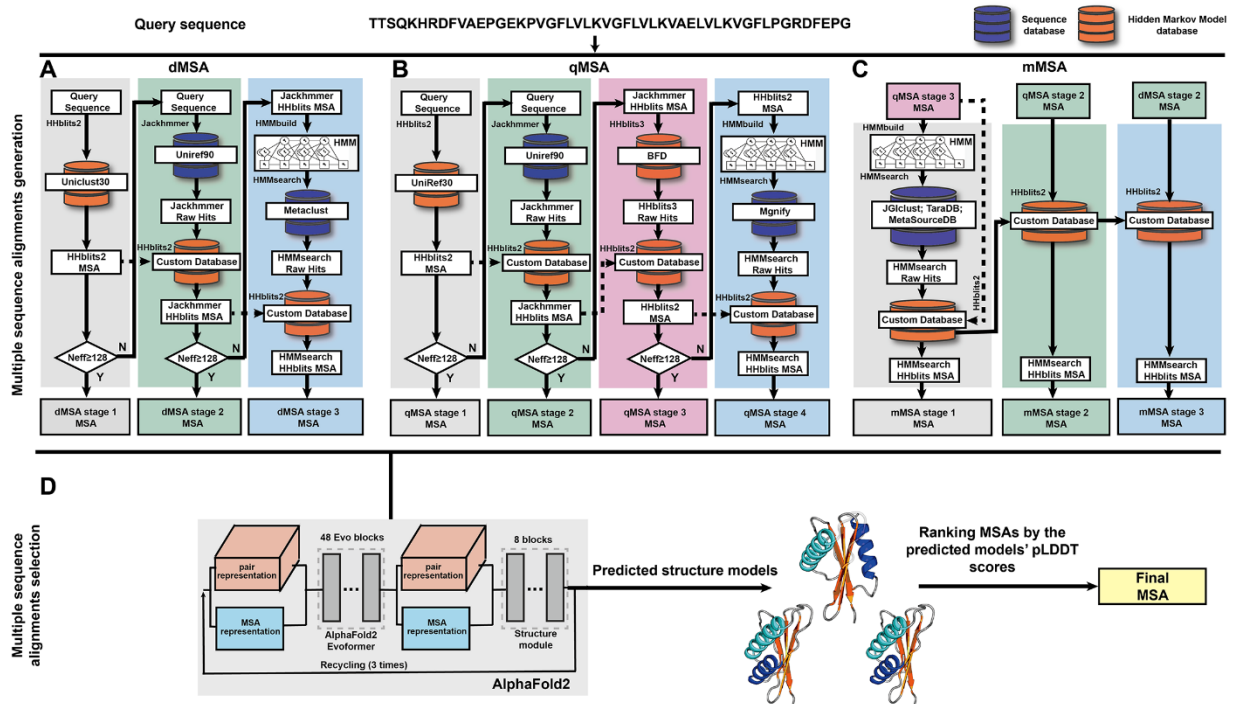 Query sequence
TTSQKHRDFVAEPGEKPVGFLVLKVGFLVLKVAELVLKVGFLPGRDFEPG
Sequence
database
Hidden Markov Model
database
Multiple sequence alignments generation
A
dMSA
Query
Sequence
HHblits2
Uniclust30
HHblits2
MSA
Neff≥128
N
Y
dMSA stage 1
MSA
Query
Sequence
Jackhmmer
Uniref90
Jackhmmer
Raw Hits
HHblits2
Custom Database
Jackhmmer
HHblits MSA
Neff≥128
N
Y
dMSA stage 2
MSA
Jackhmmer
HHblits MSA
HMMbuild
HMM
HMMsearch
Metaclust
HMMsearch
Raw Hits
HHblits2
Custom Database
HMMsearch
HHblits MSA
dMSA stage 3
MSA
B
qMSA
Query
Sequence
HHblits2
UniRef30
HHblits2
MSA
Neff≥128
N
Y
qMSA stage 1
MSA
Query
Sequence
Jackhmmer
Uniref90
Jackhmmer
Raw Hits
HHblits2
Custom Database
Jackhmmer
HHblits MSA
Neff≥128
N
Y
qMSA stage 2
MSA
Jackhmmer
HHblits MSA
HHblits3
BFD
HHblits3
Raw Hits
HHblits2
Custom Database
HHblits2
MSA
Neff≥128
N
Y
qMSA stage 3
MSA
HHblits2
MSA
HMMbuild
HMM
HMMsearch
Mgnify
HMMsearch
Raw Hits
HHblits2
Custom Database
HMMsearch
HHblits MSA
qMSA stage 4
MSA
C
mMSA
qMSA stage 3
MSA
HMMbuild
HMM
HMMsearch
JGIclust; TaraDB;
MetaSourceDB
HMMsearch
Raw Hits
HHblits2
Custom Database
HMMsearch
HHblits MSA
mMSA stage 1
MSA
qMSA stage 2
MSA
HHblits2
Custom Database
HMMsearch
HHblits MSA
mMSA stage 2
MSA
dMSA stage 2
MSA
HHblits2
Custom Database
HMMsearch
HHblits MSA
mMSA stage 3
MSA
D
Multiple sequence
alignments selection
pair
representation
MSA
representation
48 Evo blocks
AlphaFold2
Evoformer
pair
representation
MSA
representation
8 blocks
Structure
module
Recycling (3 times)
AlphaFold2
Predicted structure models
Ranking MSAs by the
predicted models' pLDDT
scores
Final
MSA